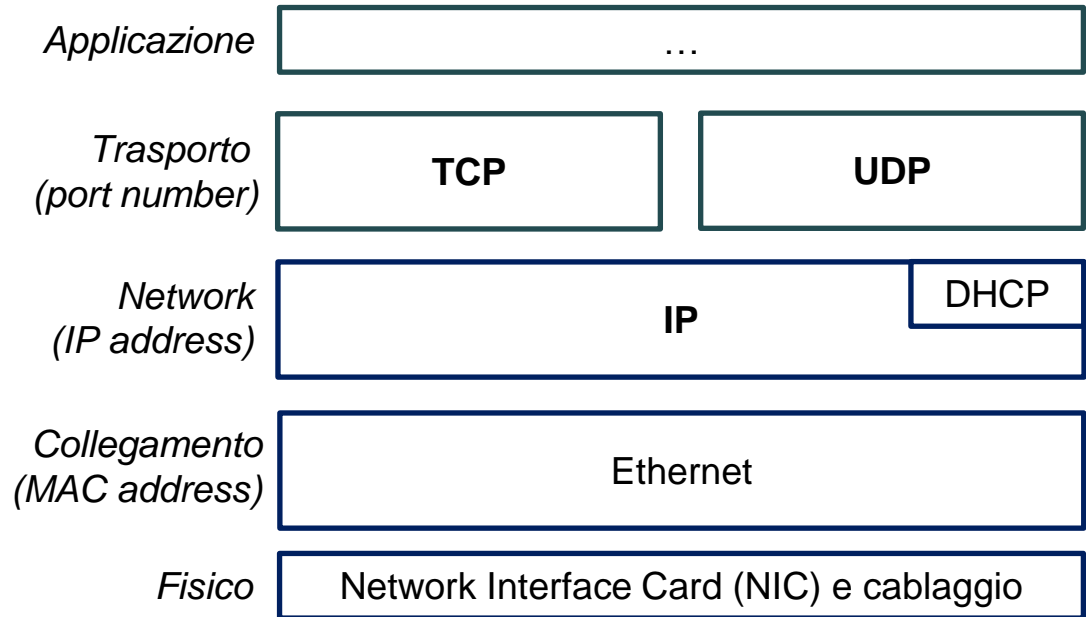 Applicazione
…
Trasporto
(port number)
TCP
UDP
Network
(IP address)
IP
DHCP
Collegamento
(MAC address)
Ethernet
Fisico
Network Interface Card (NIC) e cablaggio